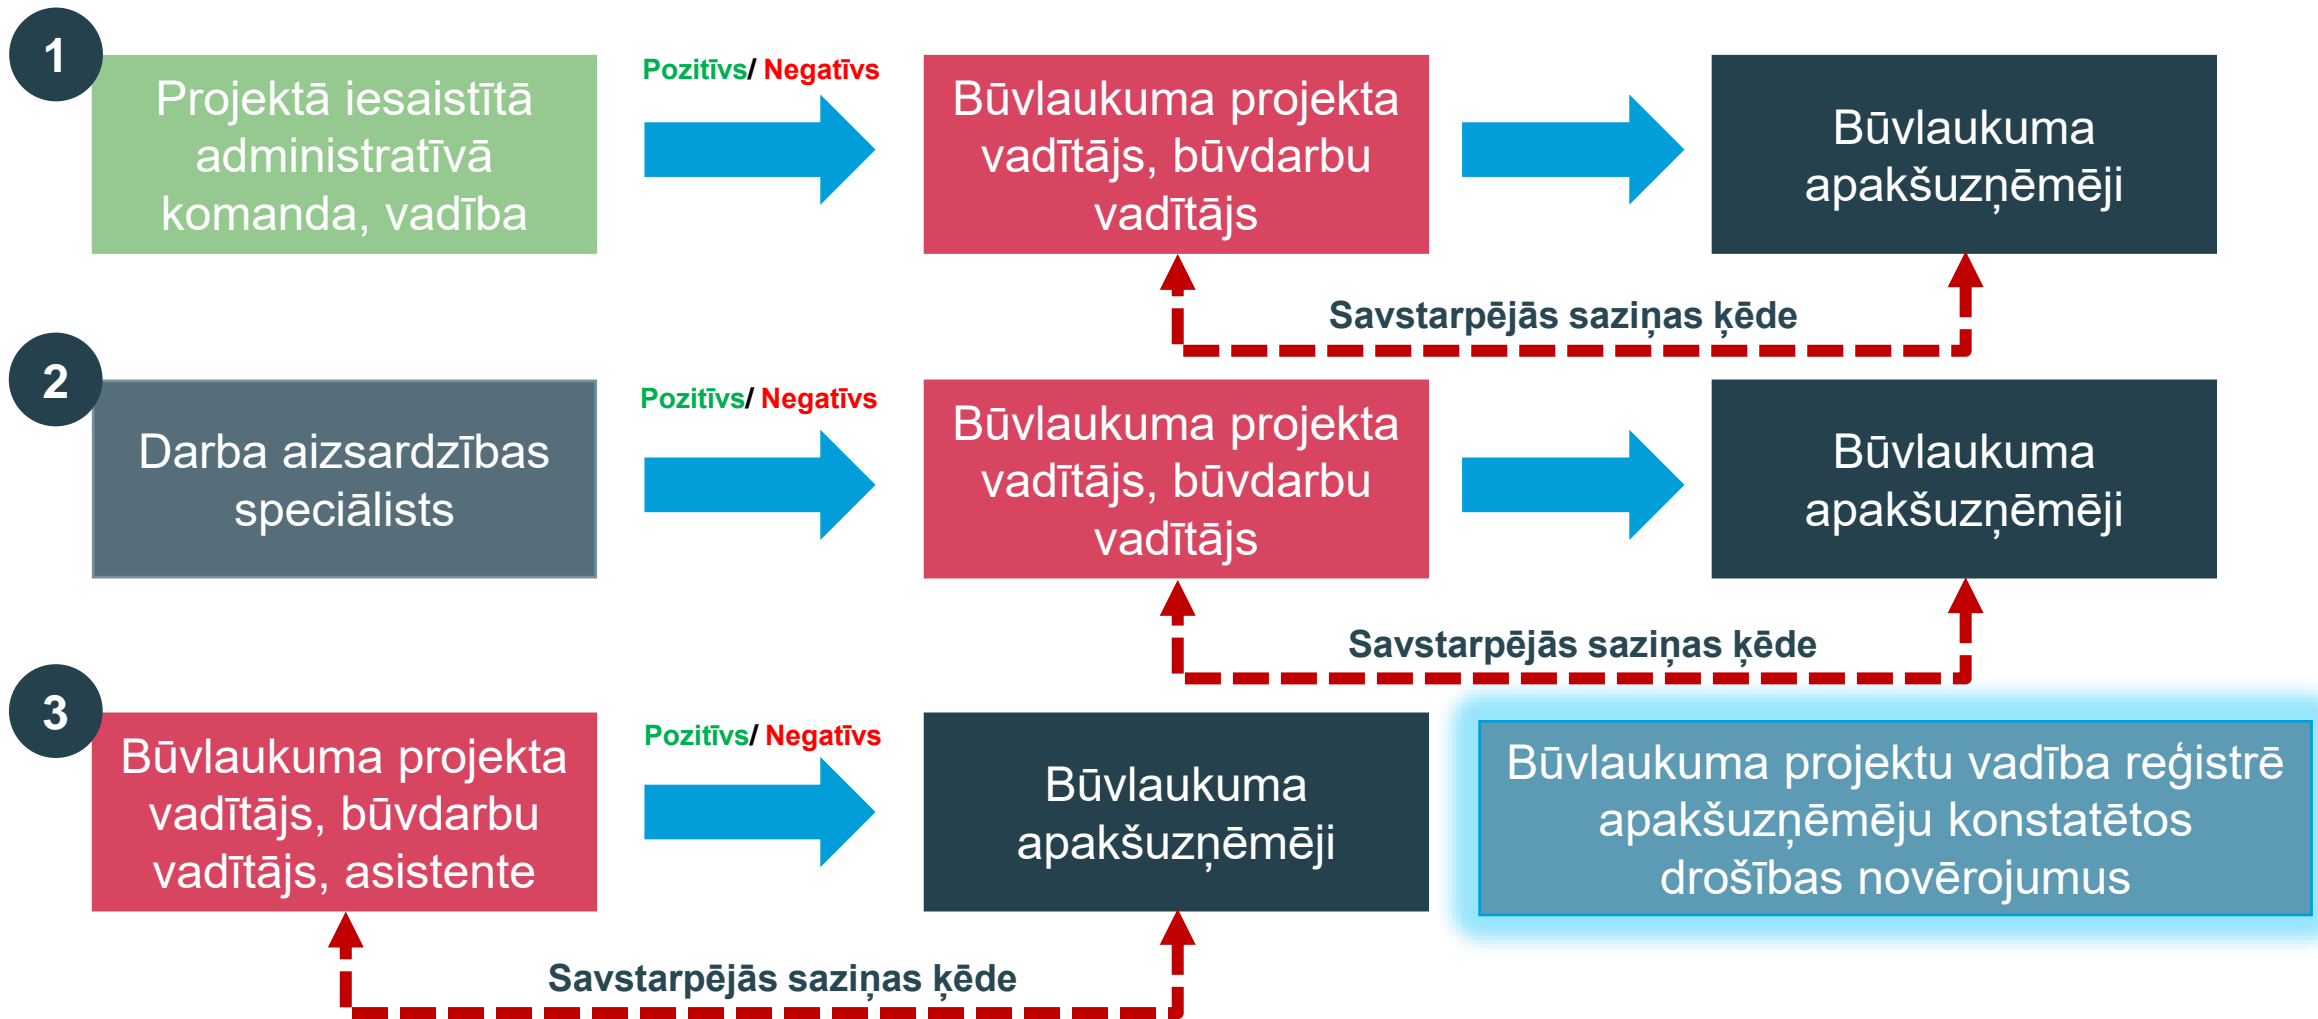 1
Projektā iesaistītā
administratīvā
komanda, vadība
Pozitīvs/ Negatīvs
Būvlaukuma projekta
vadītājs, būvdarbu
vadītājs
Būvlaukuma
apakšuzņēmēji
Savstarpējās saziņas ķēde
2
Darba aizsardzības
speciālists
Pozitīvs/ Negatīvs
Būvlaukuma projekta
vadītājs, būvdarbu
vadītājs
Būvlaukuma
apakšuzņēmēji
Savstarpējās saziņas ķēde
3
Būvlaukuma projekta
vadītājs, būvdarbu
vadītājs, asistente
Pozitīvs/ Negatīvs
Būvlaukuma
apakšuzņēmēji
Būvlaukuma projektu vadība reģistrē
apakšuzņēmēju konstatētos
drošības novērojumus
Savstarpējās saziņas ķēde